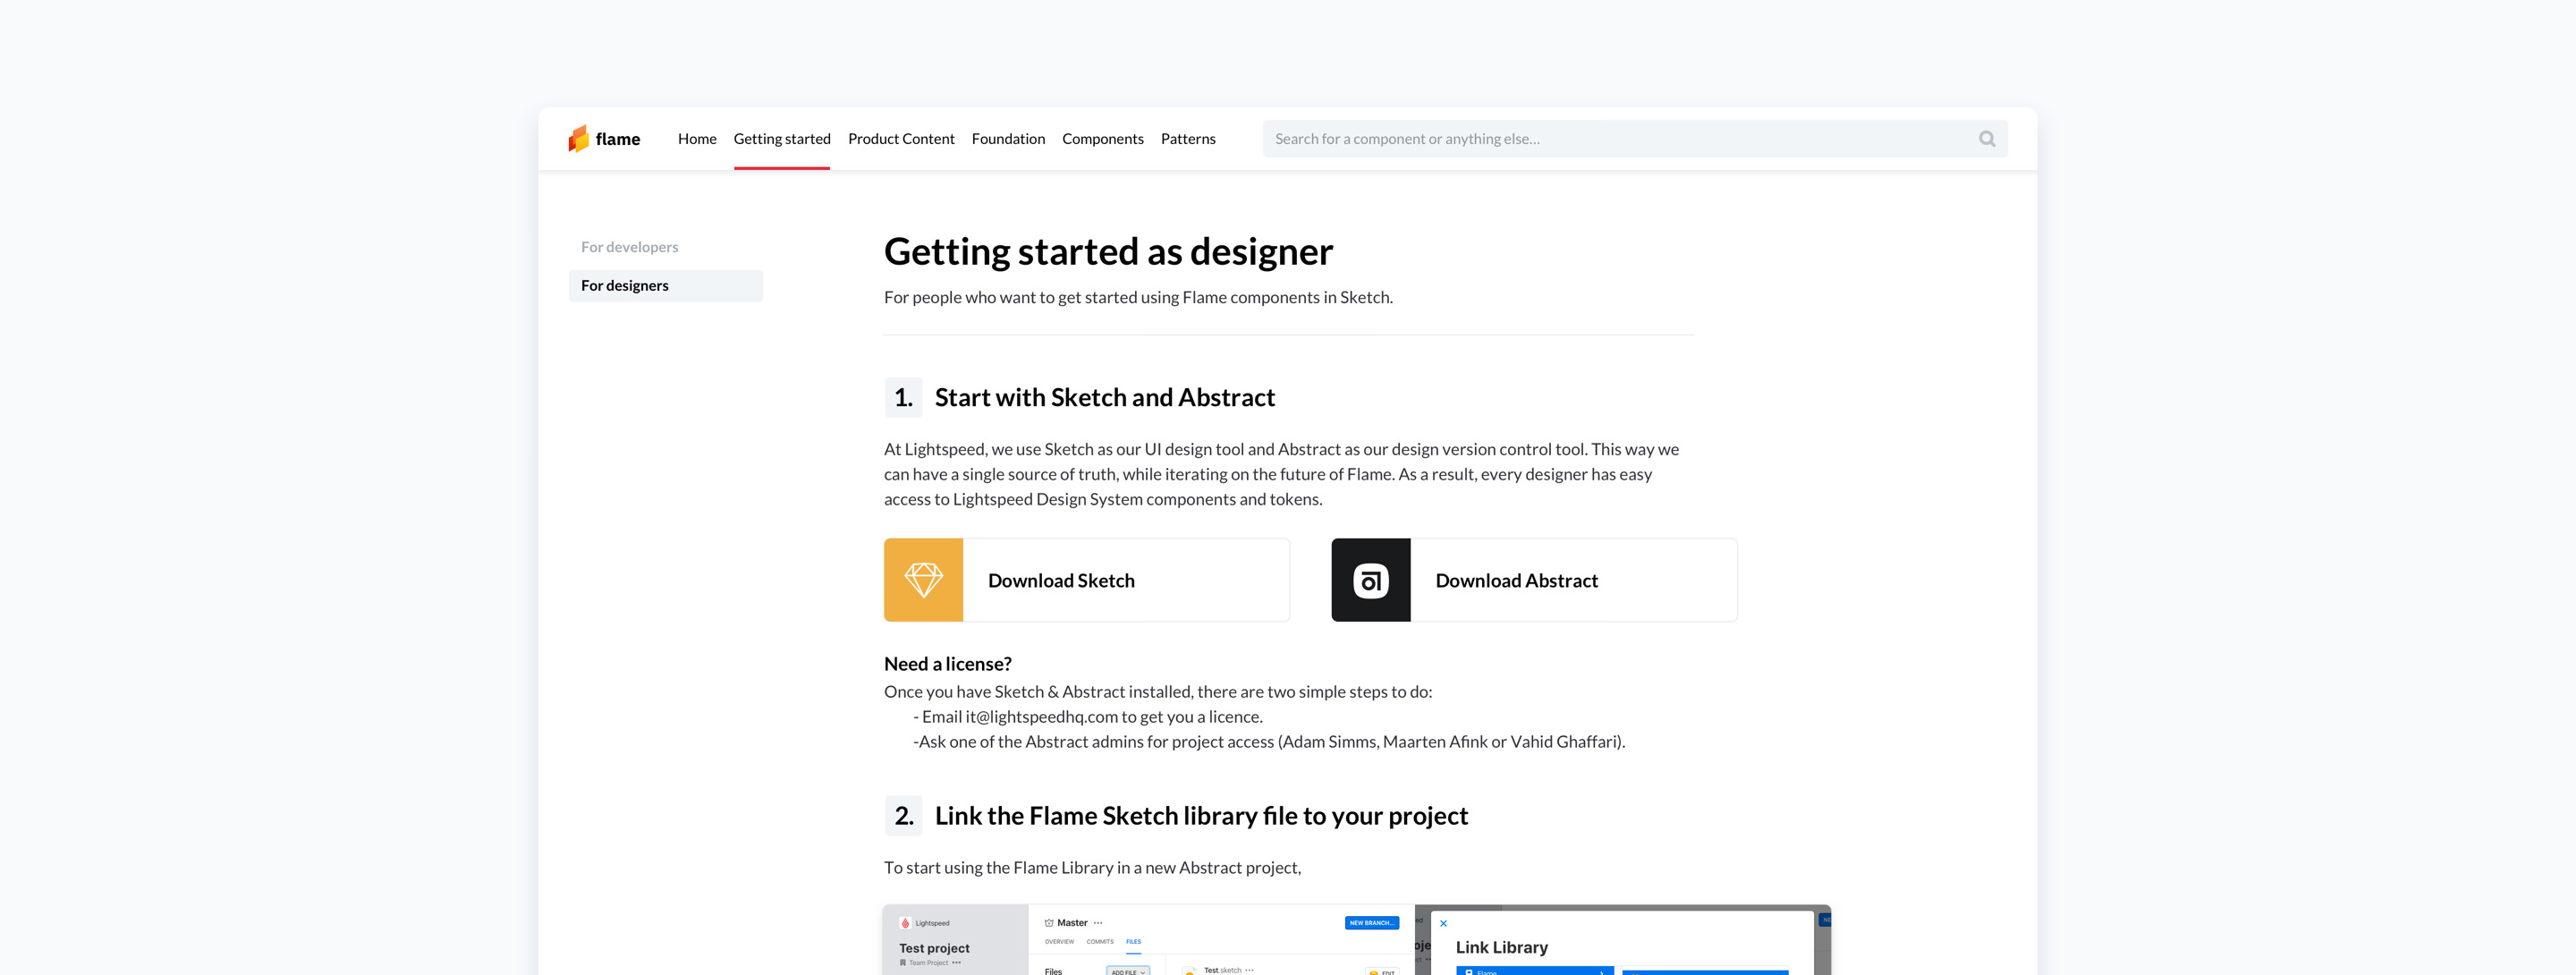 flame
Home Getting started Product Content Foundation Components Patterns
Search for a component or anything else...
For developers
For designers
Getting started as designer
For people who want to get started using Flame components in Sketch.
1. Start with Sketch and Abstract
At Lightspeed, we use Sketch as our UI design tool and Abstract as our design version control tool. This way we
can have a single source of truth, while iterating on the future of Flame. As a result, every designer has easy
access to Lightspeed Design System components and tokens.
Download Sketch
Download Abstract
Need a license?
Once you have Sketch & Abstract installed, there are two simple steps to do:
- Email it@lightspeedhq.com to get you a licence.
-Ask one of the Abstract admins for project access (Adam Simms, Maarten Afink or Vahid Ghaffari).
2. Link the Flame Sketch library file to your project
To start using the Flame Library in a new Abstract project,
Lightspeed
Test project
Team Project
Master
NEW BRANCH...
OVERVIEW COMMITS FILES
Files
ADD FILE
Test.sketch
EDIT
Link Library
Flame